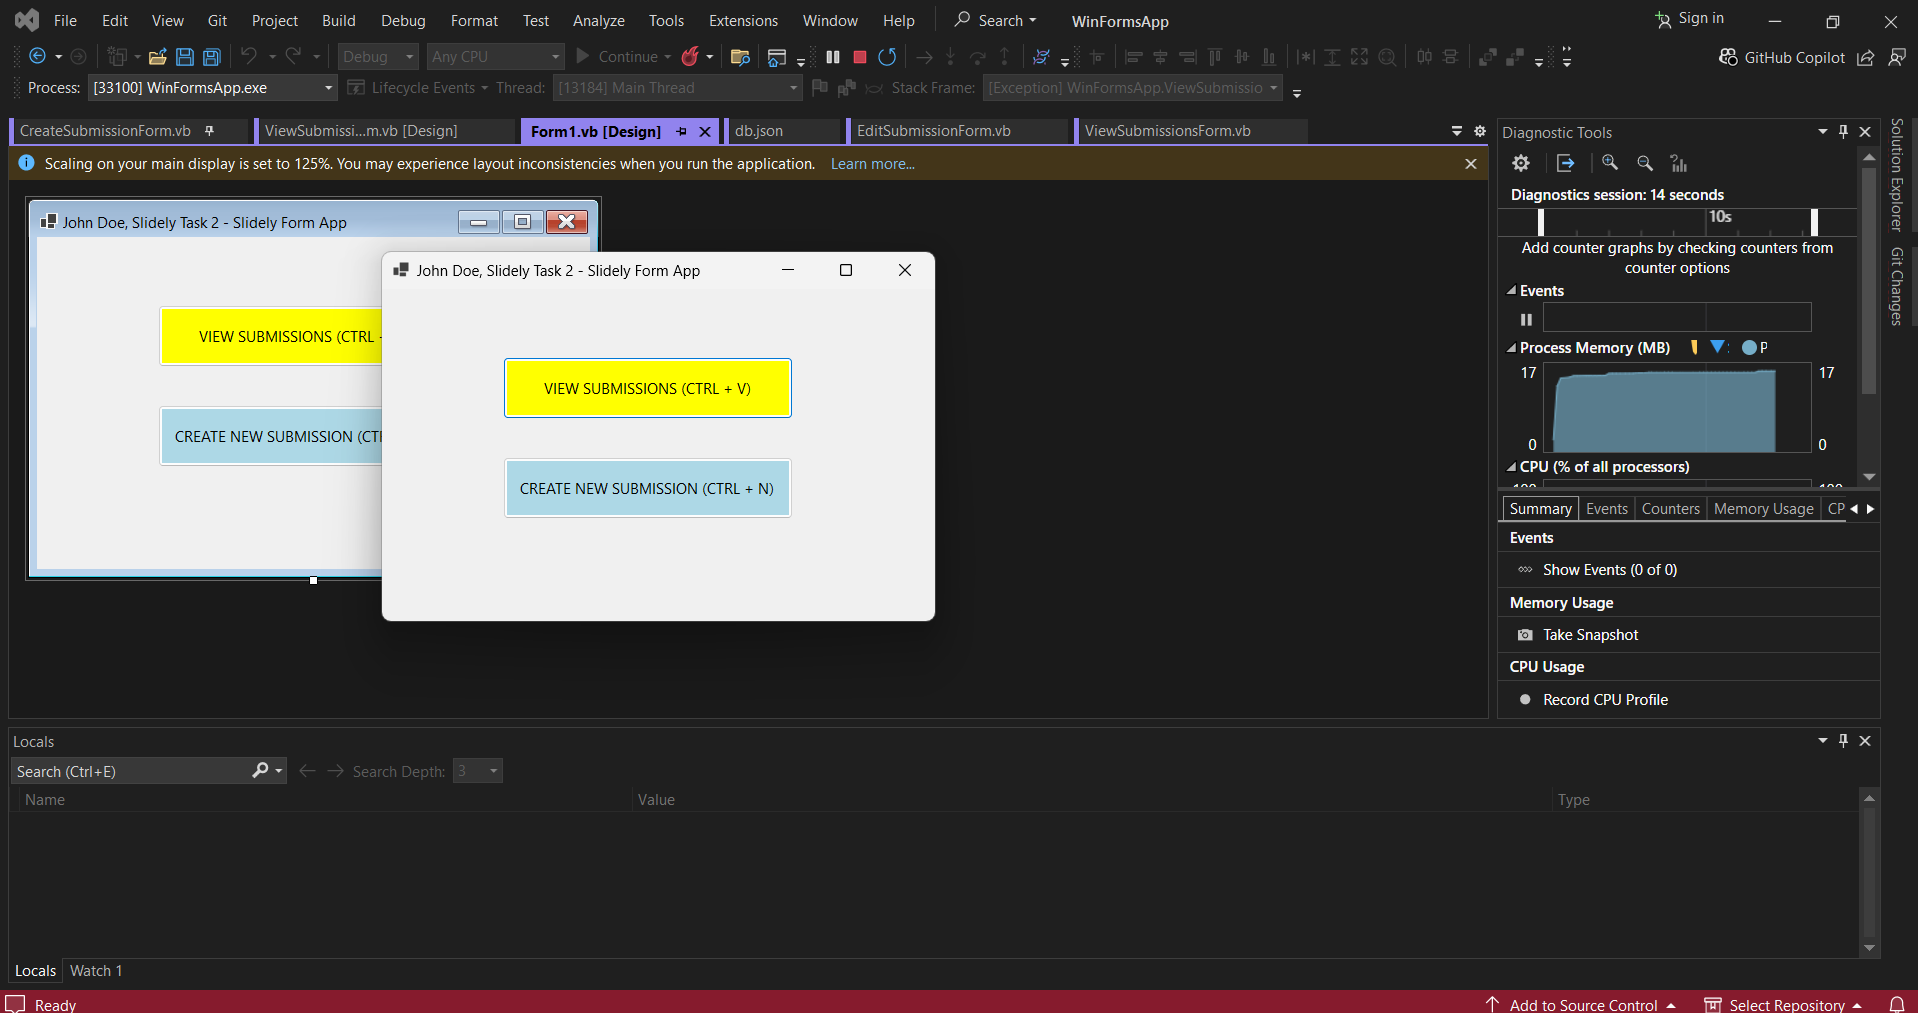 File Edit View Git Project Build Debug Format Test Analyze Tools Extensions Window Help Search WinFormsApp Sign in
Debug Any CPU Continue GitHub Copilot
Process: [33100] WinFormsApp.exe Lifecycle Events Thread: [13184] Main Thread Stack Frame: [Exception] WinFormsApp.ViewSubmissio
CreateSubmissionForm.vb ViewSubmissi...m.vb [Design] Form1.vb [Design] db.json EditSubmissionForm.vb ViewSubmissionsForm.vb
Scaling on your main display is set to 125%. You may experience layout inconsistencies when you run the application. Learn more...
John Doe, Slidely Task 2 - Slidely Form App
VIEW SUBMISSIONS (CTRL
CREATE NEW SUBMISSION (CTR
John Doe, Slidely Task 2 - Slidely Form App
VIEW SUBMISSIONS (CTRL + V)
CREATE NEW SUBMISSION (CTRL + N)
Diagnostic Tools
Diagnostics session: 14 seconds
10s
Add counter graphs by checking counters from
counter options
Events
Process Memory (MB) P
17 17
0 0
CPU (% of all processors)
100 100
Summary Events Counters Memory Usage CP
Events
Show Events (0 of 0)
Memory Usage
Take Snapshot
CPU Usage
Record CPU Profile
Solution Explorer
Git Changes
Locals
Search (Ctrl+E) Search Depth: 3
Name Value Type
Locals Watch 1
Ready Add to Source Control Select Repository